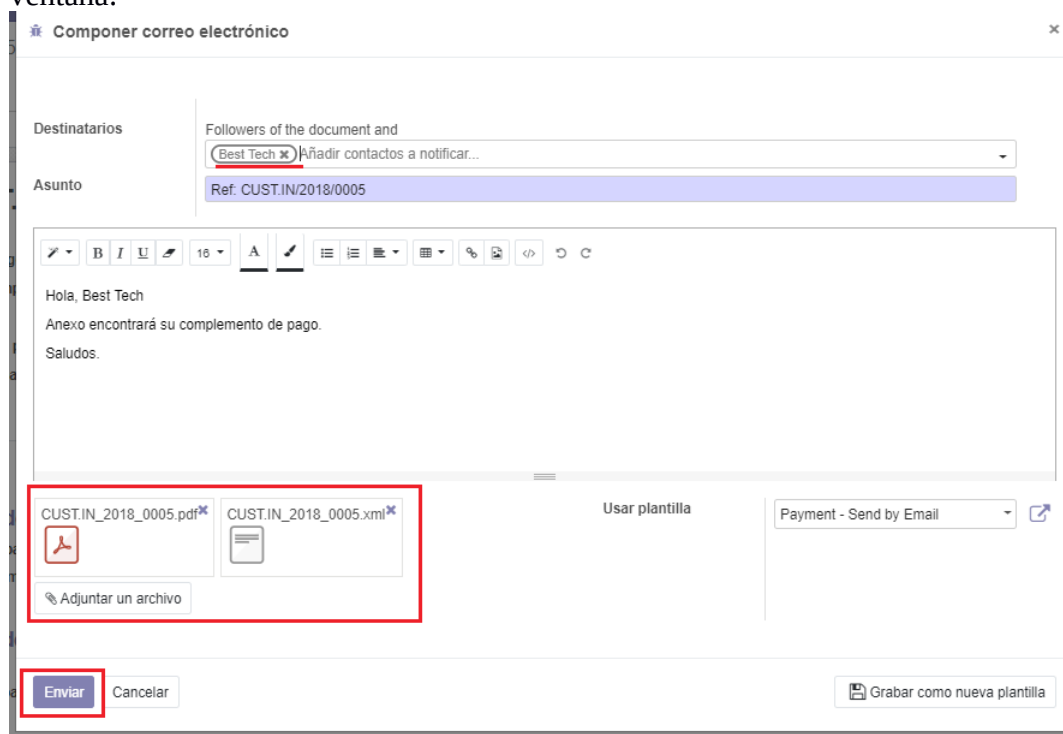 ventana:
Componer correo electrónico
Destinatarios
Followers of the document and
Best Tech Añadir contactos a notificar...
Asunto
Ref: CUST.IN/2018/0005
B I U 16 A
Hola, Best Tech
Anexo encontrará su complemento de pago.
Saludos.
CUST.IN_2018_0005.pdf CUST.IN_2018_0005.xml
Usar plantilla
Payment - Send by Email
Adjuntar un archivo
Enviar Cancelar Grabar como nueva plantilla